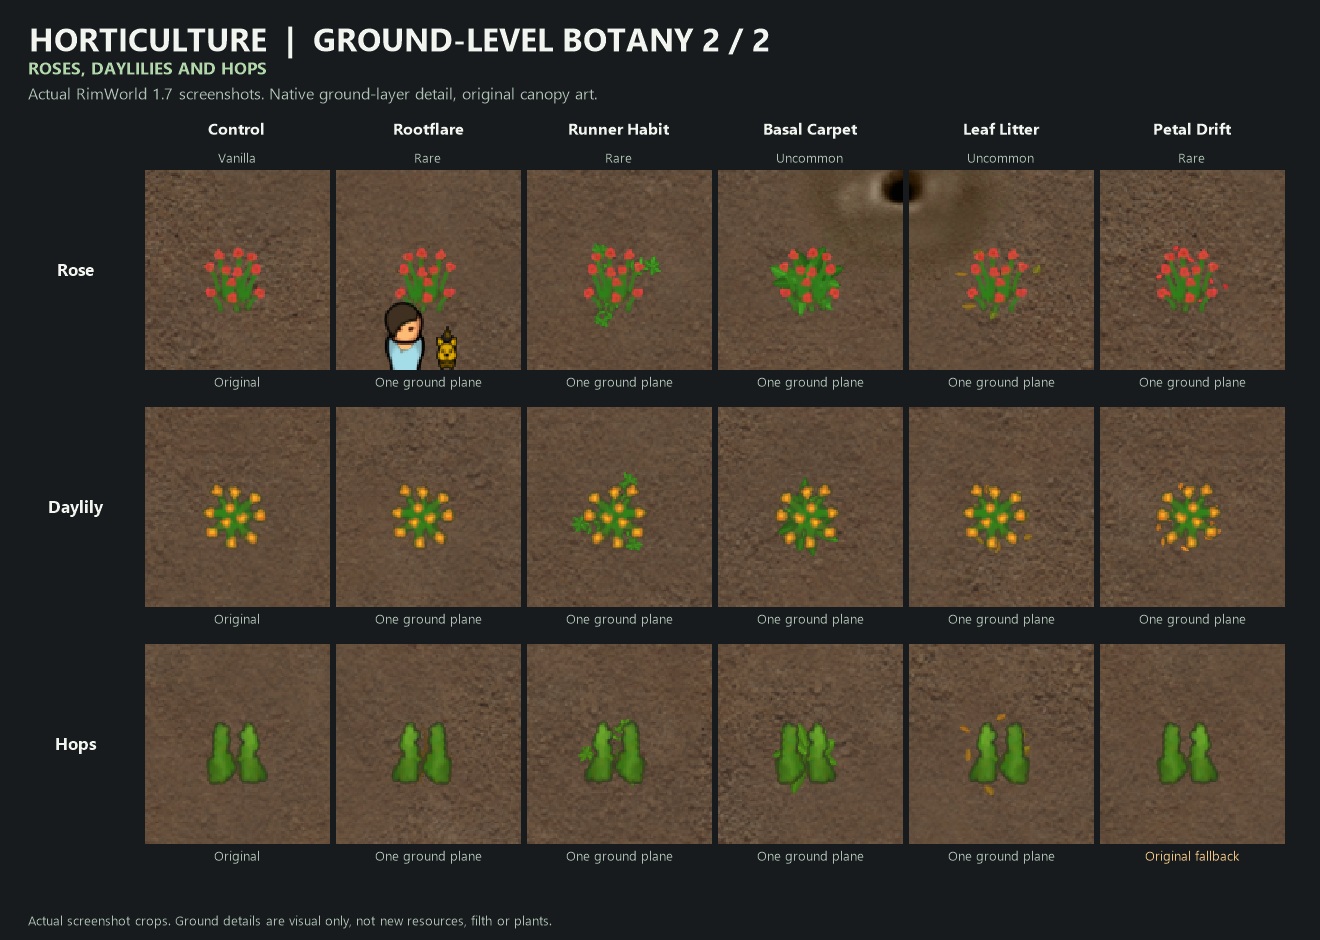 HORTICULTURE | GROUND-LEVEL BOTANY 2 / 2
ROSES, DAYLILIES AND HOPS
Actual RimWorld 1.7 screenshots. Native ground-layer detail, original canopy art.
Control Rootflare Runner Habit Basal Carpet Leaf Litter Petal Drift
Vanilla Rare Rare Uncommon Uncommon Rare
Rose
Original One ground plane One ground plane One ground plane One ground plane One ground plane
Daylily
Original One ground plane One ground plane One ground plane One ground plane One ground plane
Hops
Original One ground plane One ground plane One ground plane One ground plane Original fallback
Actual screenshot crops. Ground details are visual only, not new resources, filth or plants.